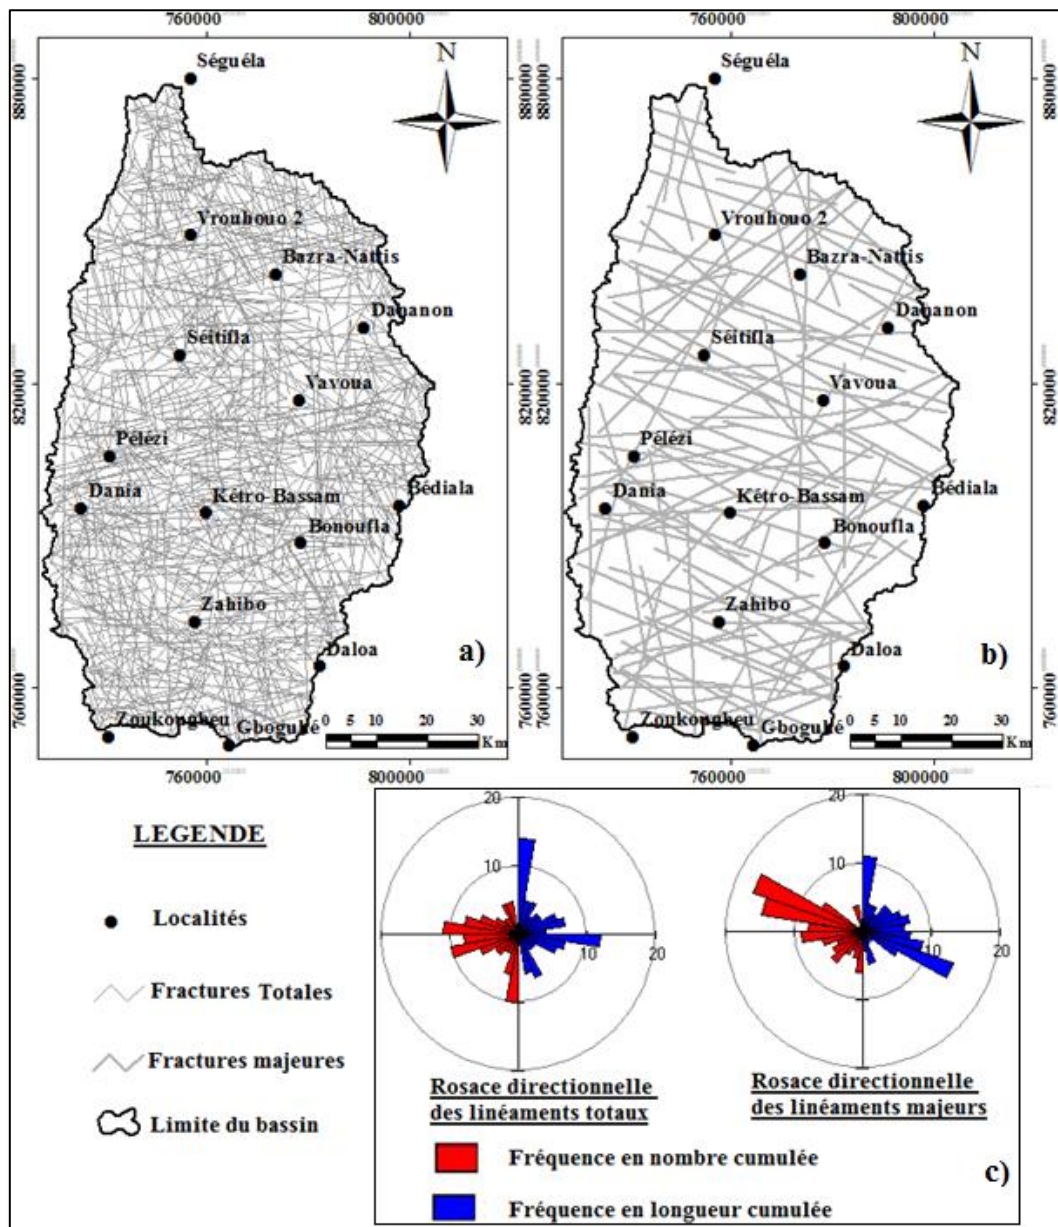 760000
800000
760000
800000
880000
880000
880000
880000
Séguéla
N
Séguéla
N
Vrouhouo 2
Vrouhouo 2
Bazra-Nattis
Bazra-Nattis
Dananon
Dananon
Séitifla
Séitifla
820000
820000
820000
820000
Vavoua
Vavoua
Pélézi
Pélézi
Dania
Kétro-Bassam
Bédiala
Dania
Kétro-Bassam
Bédiala
Bonoufla
Bonoufla
Zahibo
Zahibo
a)
b)
Daloa
Daloa
760000
760000
760000
760000
Zoukougbeu
Gboguhé
Zoukougbeu
Gboguhé
0 5 10 20 30
Km
0 5 10 20 30
Km
760000
800000
760000
800000
LEGENDE
Localités
Fractures Totales
Fractures majeures
Limite du bassin
20
10
10
20
20
10
10
20
Rosace directionnelle
des linéaments totaux
Rosace directionnelle
des linéaments majeurs
Fréquence en nombre cumulée
Fréquence en longueur cumulée
c)